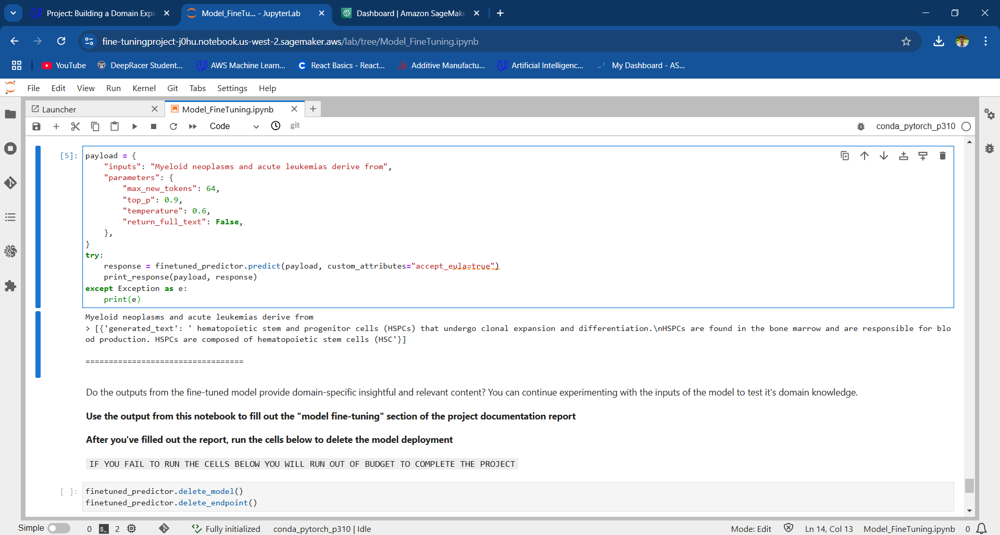 Project: Building a Domain Expe
Model_FineTu... - JupyterLab
Dashboard | Amazon SageMake
fine-tuningproject-j0hu.notebook.us-west-2.sagemaker.aws/lab/tree/Model_FineTuning.ipynb
YouTube
DeepRacer Student...
AWS Machine Learn...
React Basics - React...
Additive Manufactu...
Artificial Intelligenc...
My Dashboard - AS...
File Edit View Run Kernel Git Tabs Settings Help
Launcher
Model_FineTuning.ipynb
Code
git
conda_pytorch_p310
[5]:
payload = {
"inputs": "Myeloid neoplasms and acute leukemias derive from",
"parameters": {
"max_new_tokens": 64,
"top_p": 0.9,
"temperature": 0.6,
"return_full_text": False,
},
}
try:
response = finetuned_predictor.predict(payload, custom_attributes="accept_eula=true")
print_response(payload, response)
except Exception as e:
print(e)
Myeloid neoplasms and acute leukemias derive from
> [{'generated_text': ' hematopoietic stem and progenitor cells (HSPCs) that undergo clonal expansion and differentiation.\nHSPCs are found in the bone marrow and are responsible for blo
od production. HSPCs are composed of hematopoietic stem cells (HSC'}]
==================================
Do the outputs from the fine-tuned model provide domain-specific insightful and relevant content? You can continue experimenting with the inputs of the model to test it's domain knowledge.
Use the output from this notebook to fill out the "model fine-tuning" section of the project documentation report
After you've filled out the report, run the cells below to delete the model deployment
IF YOU FAIL TO RUN THE CELLS BELOW YOU WILL RUN OUT OF BUDGET TO COMPLETE THE PROJECT
[ ]:
finetuned_predictor.delete_model()
finetuned_predictor.delete_endpoint()
Simple
0
$_
2
Fully initialized
conda_pytorch_p310 | Idle
Mode: Edit
Ln 14, Col 13
Model_FineTuning.ipynb
0